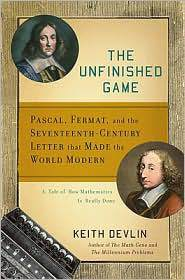 THE
UNFINISHED
GAME
PASCAL, FERMAT, AND THE
SEVENTEENTH-CENTURY
LETTER THAT MADE THE
WORLD MODERN
A Tale of How Mathematics
Is Really Done
KEITH DEVLIN
Author of The Math Gene and
The Millennium Problems